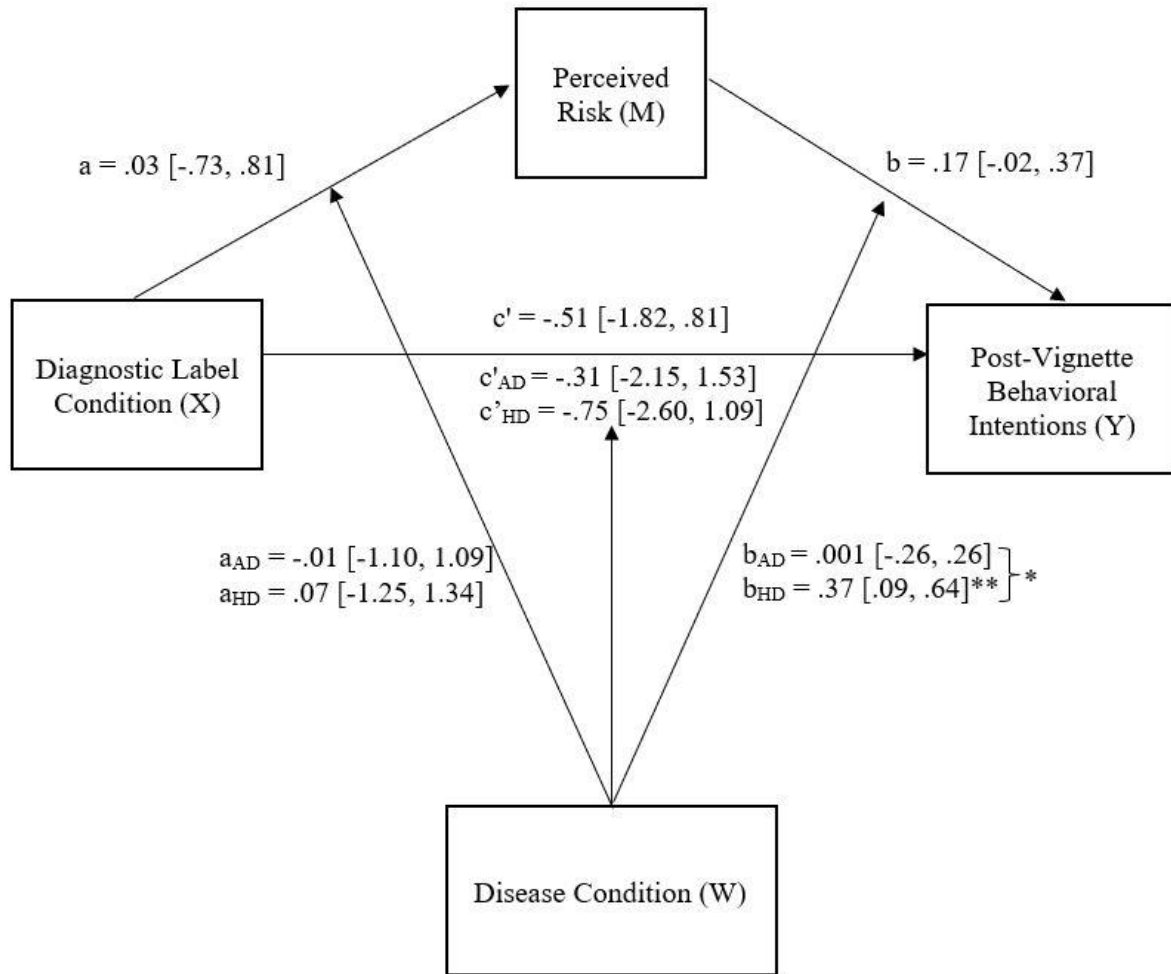 Perceived
Risk (M)
a = .03 [-.73, .81]
b = .17 [-.02, .37]
Diagnostic Label
Condition (X)
c' = -.51 [-1.82, .81]
c'AD = -.31 [-2.15, 1.53]
c’HD = -.75 [-2.60, 1.09]
Post-Vignette
Behavioral
Intentions (Y)
aAD = -.01 [-1.10, 1.09]
aHD = .07 [-1.25, 1.34]
bAD = .001 [-.26, .26]
bHD = .37 [.09, .64]**
*
Disease Condition (W)